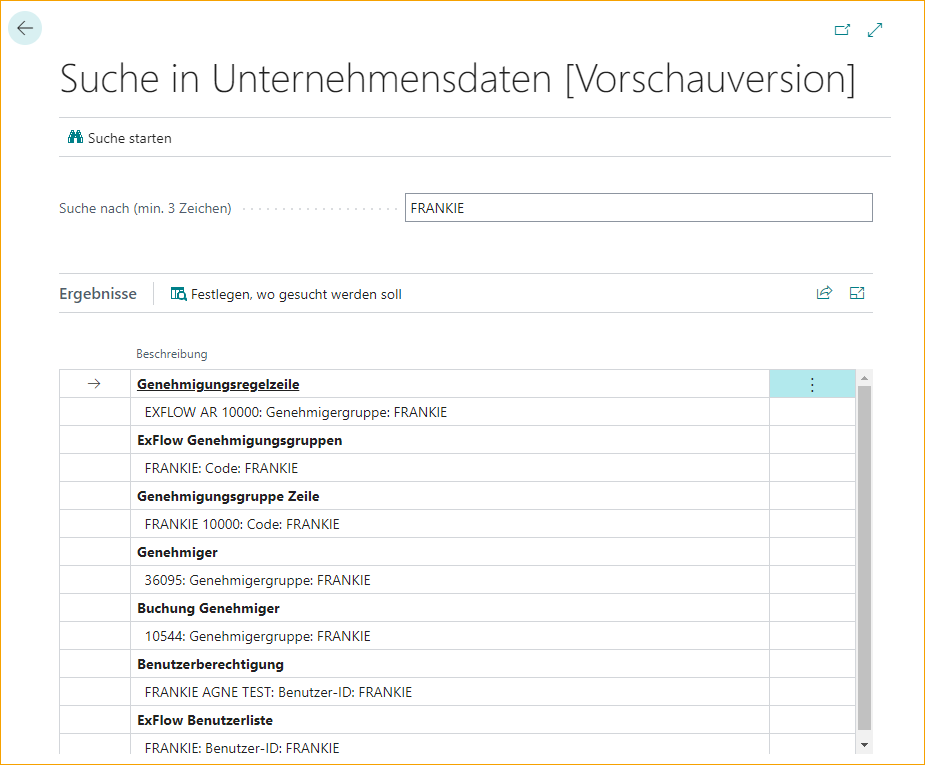 Suche in Unternehmensdaten [Vorschauversion]
Suche starten
Suche nach (min. 3 Zeichen) FRANKIE
Ergebnisse Festlegen, wo gesucht werden soll
Beschreibung
Genehmigungsregelzeile
EXFLOW AR 10000: Genehmigergruppe: FRANKIE
ExFlow Genehmigungsgruppen
FRANKIE: Code: FRANKIE
Genehmigungsgruppe Zeile
FRANKIE 10000: Code: FRANKIE
Genehmiger
36095: Genehmigergruppe: FRANKIE
Buchung Genehmiger
10544: Genehmigergruppe: FRANKIE
Benutzerberechtigung
FRANKIE AGNE TEST: Benutzer-ID: FRANKIE
ExFlow Benutzerliste
FRANKIE: Benutzer-ID: FRANKIE